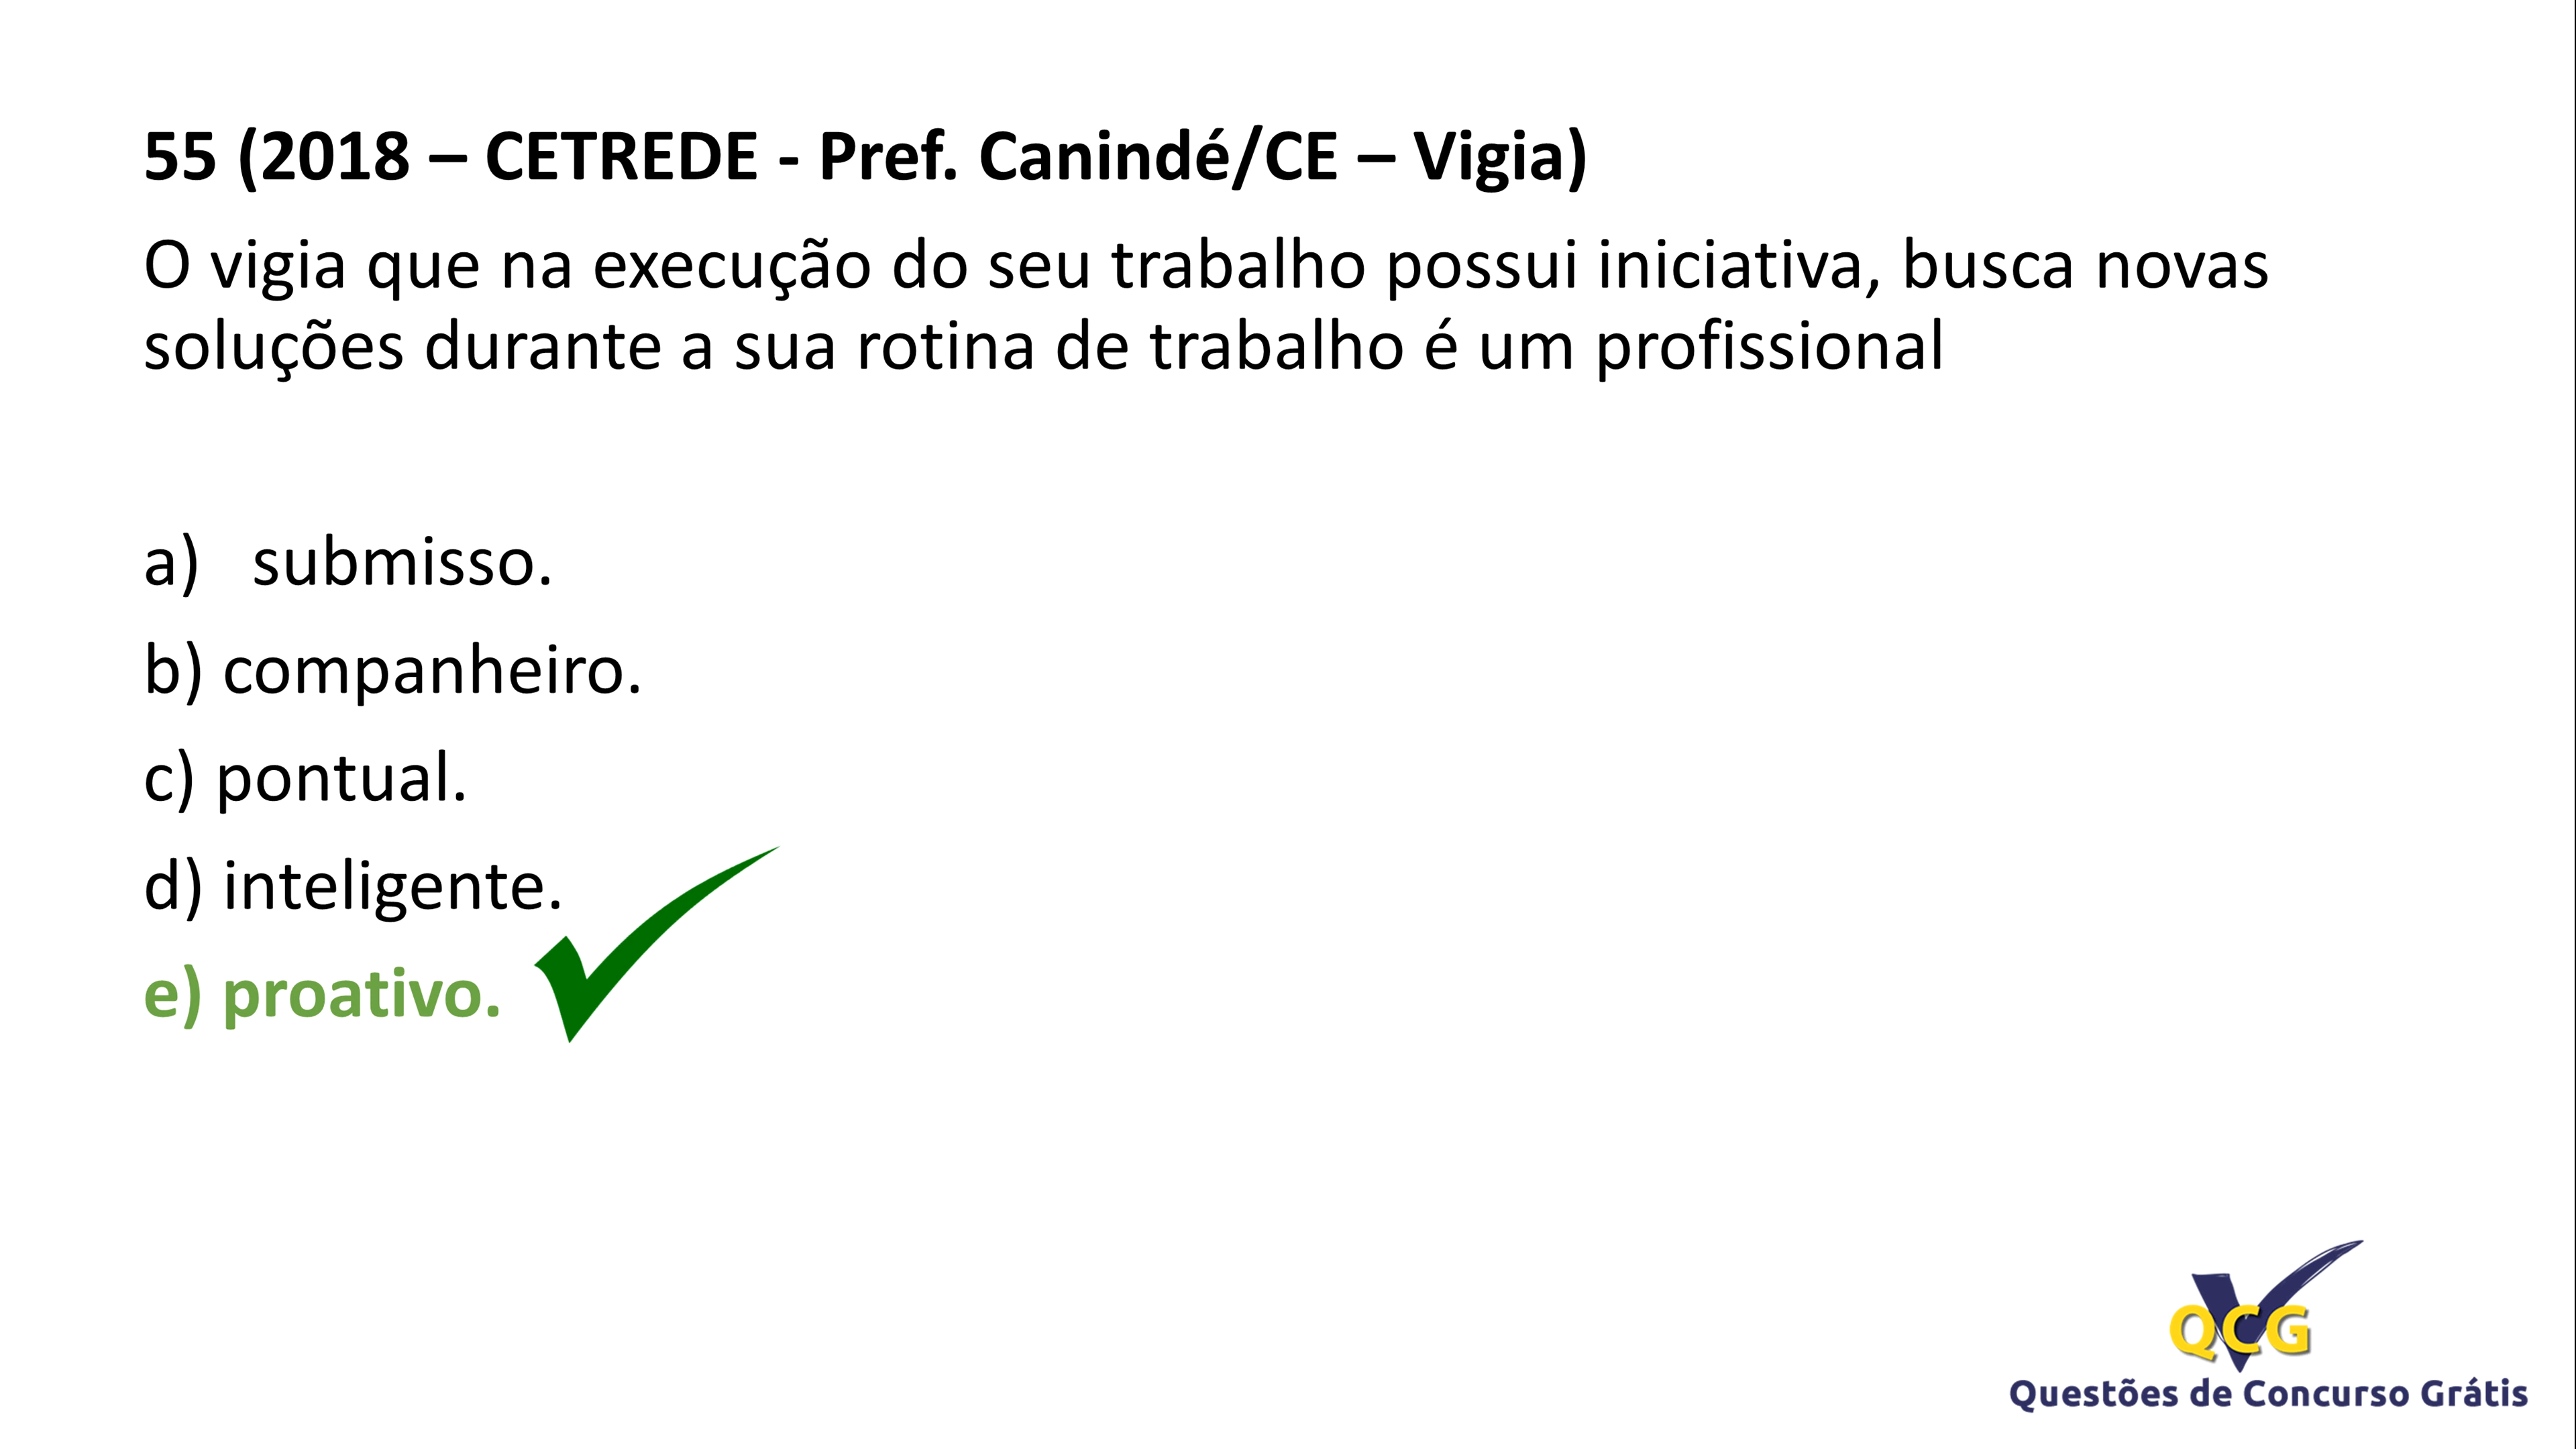 55 (2018 – CETREDE - Pref. Canindé/CE – Vigia)
O vigia que na execução do seu trabalho possui iniciativa, busca novas
soluções durante a sua rotina de trabalho é um profissional
a) submisso.
b) companheiro.
c) pontual.
d) inteligente.
e) proativo.
QCG
Questões de Concurso Grátis